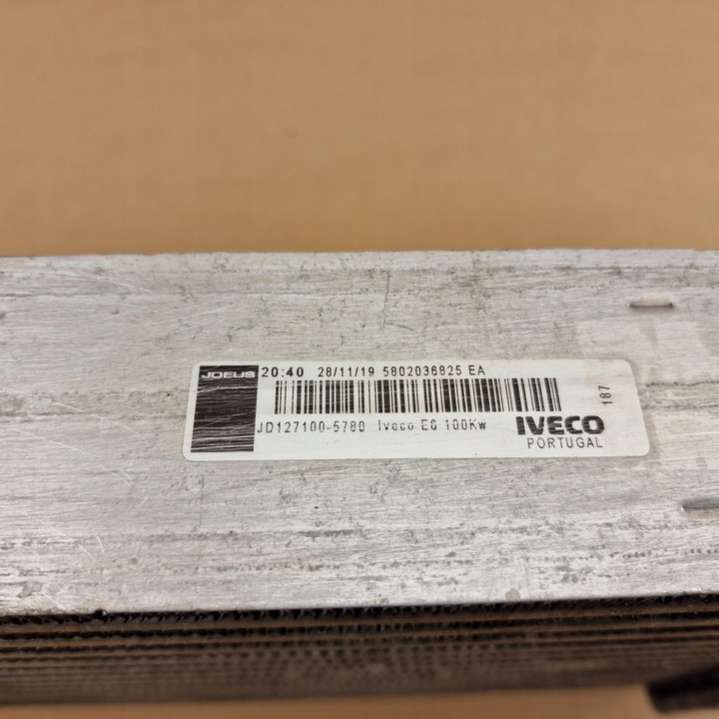 JDEUS 20:40 28/11/19 5802036825 EA
187
JD127100-5780 Iveco E6 100Kw
IVECO
PORTUGAL